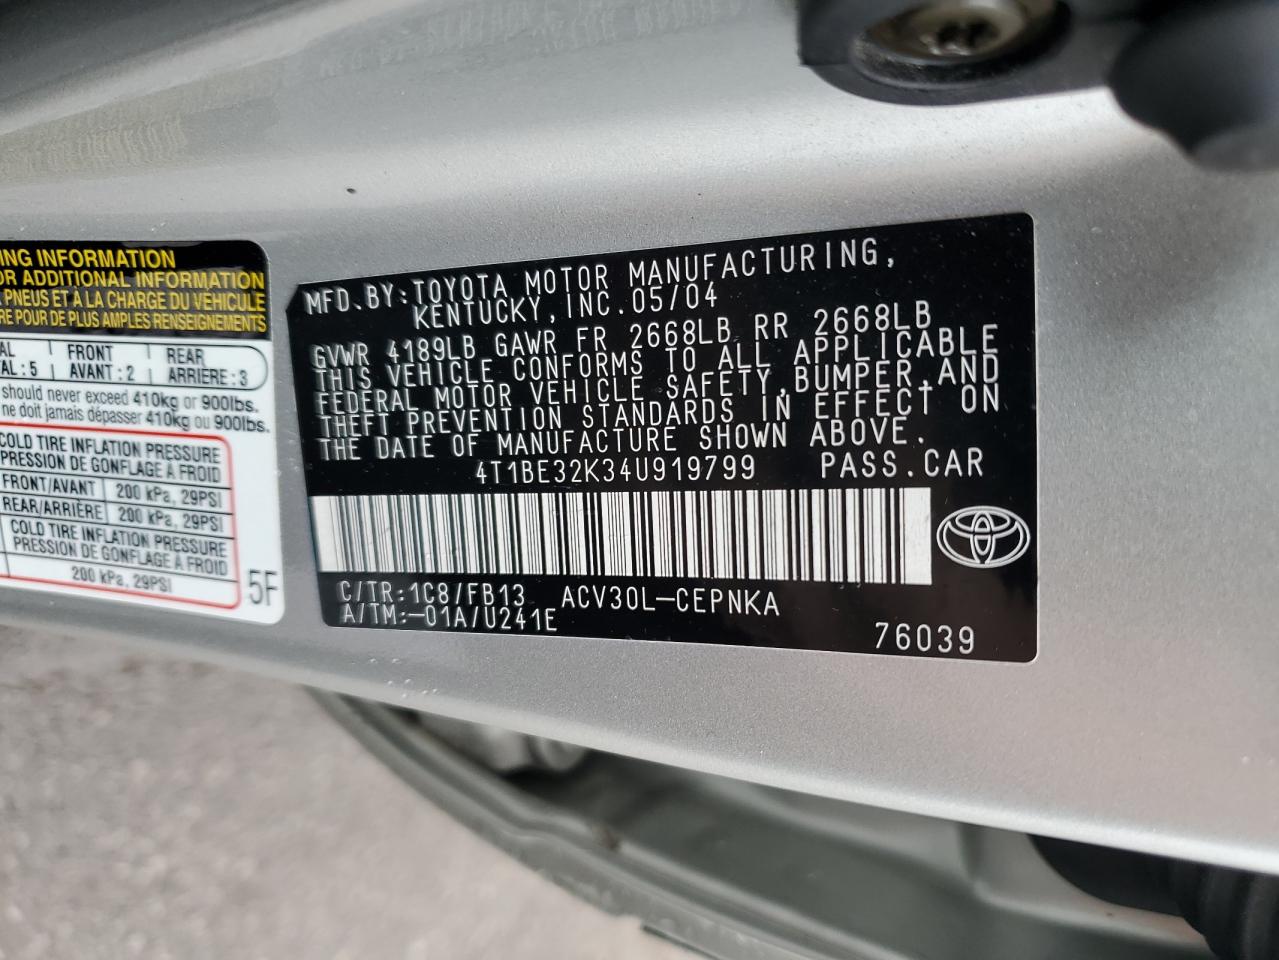 ING INFORMATION
OR ADDITIONAL INFORMATION
PNEUS ET À LA CHARGE DU VÉHICULE
RE POUR DE PLUS AMPLES RENSEIGNEMENTS
AL FRONT REAR
AL : 5 AVANT : 2 ARRIÈRE : 3
should never exceed 410kg or 900lbs.
ne doit jamais dépasser 410kg ou 900lbs.
COLD TIRE INFLATION PRESSURE
PRESSION DE GONFLAGE À FROID
FRONT/AVANT 200 kPa, 29PSI
REAR/ARRIÈRE 200 kPa, 29PSI
COLD TIRE INFLATION PRESSURE
PRESSION DE GONFLAGE À FROID
200 kPa, 29PSI
5F
MFD. BY: TOYOTA MOTOR MANUFACTURING,
KENTUCKY, INC. 05/04
GVWR 4189LB GAWR FR 2668LB RR 2668LB
THIS VEHICLE CONFORMS TO ALL APPLICABLE
FEDERAL MOTOR VEHICLE SAFETY, BUMPER, AND
THEFT PREVENTION STANDARDS IN EFFECT ON
THE DATE OF MANUFACTURE SHOWN ABOVE.
4T1BE32K34U919799 PASS. CAR
C/TR: 1C8/FB13 ACV30L-CEPNKA
A/TM: -01A/U241E
76039